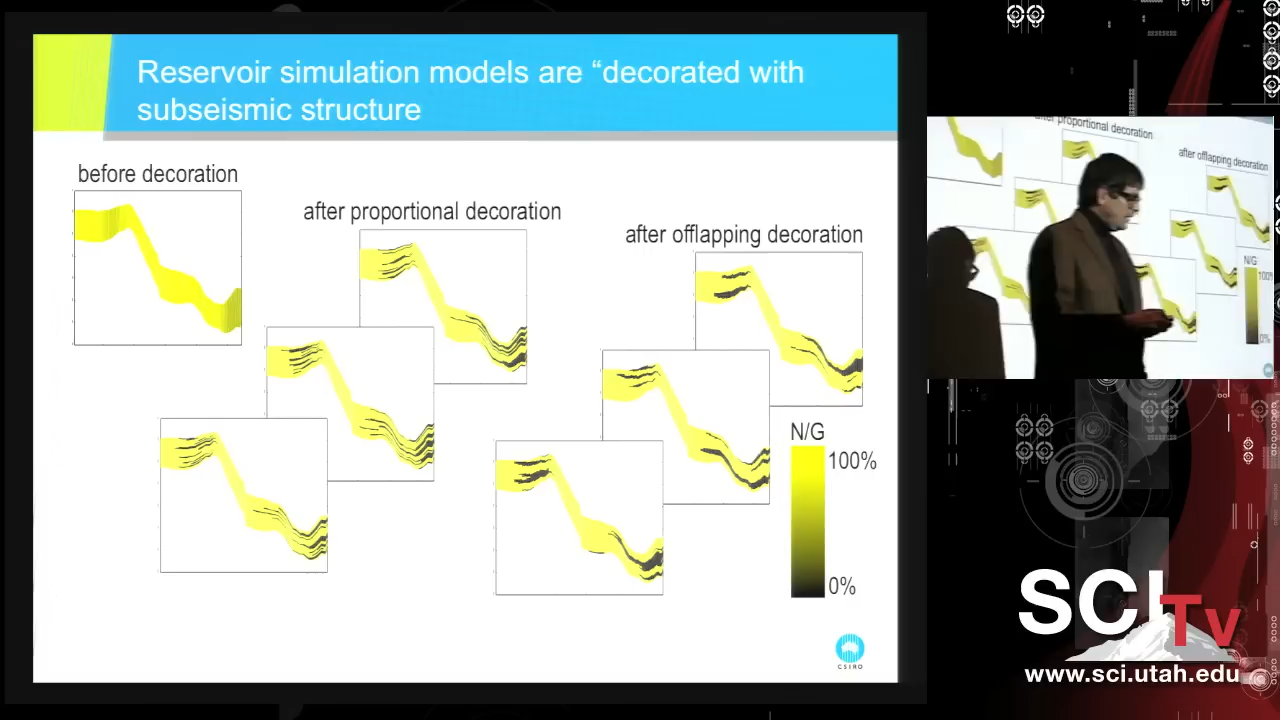 Reservoir simulation models are “decorated with
subseismic structure
before decoration
after proportional decoration
after offlapping decoration
N/G
100%
0%
CSIRO
after proportional decoration
after offlapping decoration
N/G
100%
0%
SCI
Tv
www.sci.utah.edu